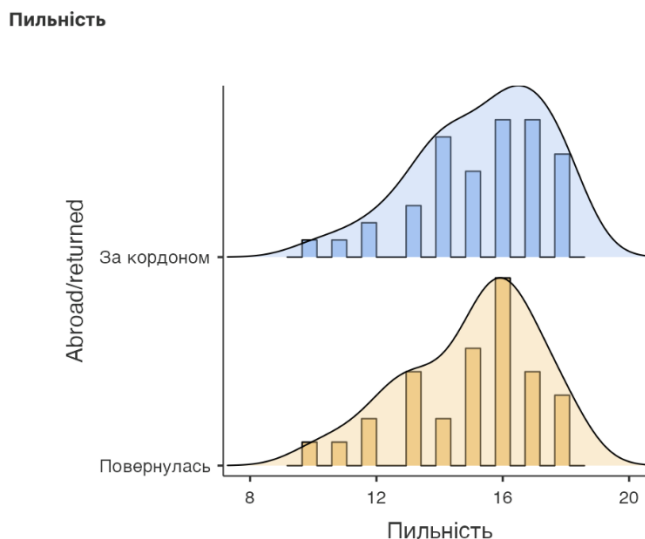 Пильність
Abroad/returned
За кордоном
Повернулась
8 12 16 20
Пильність